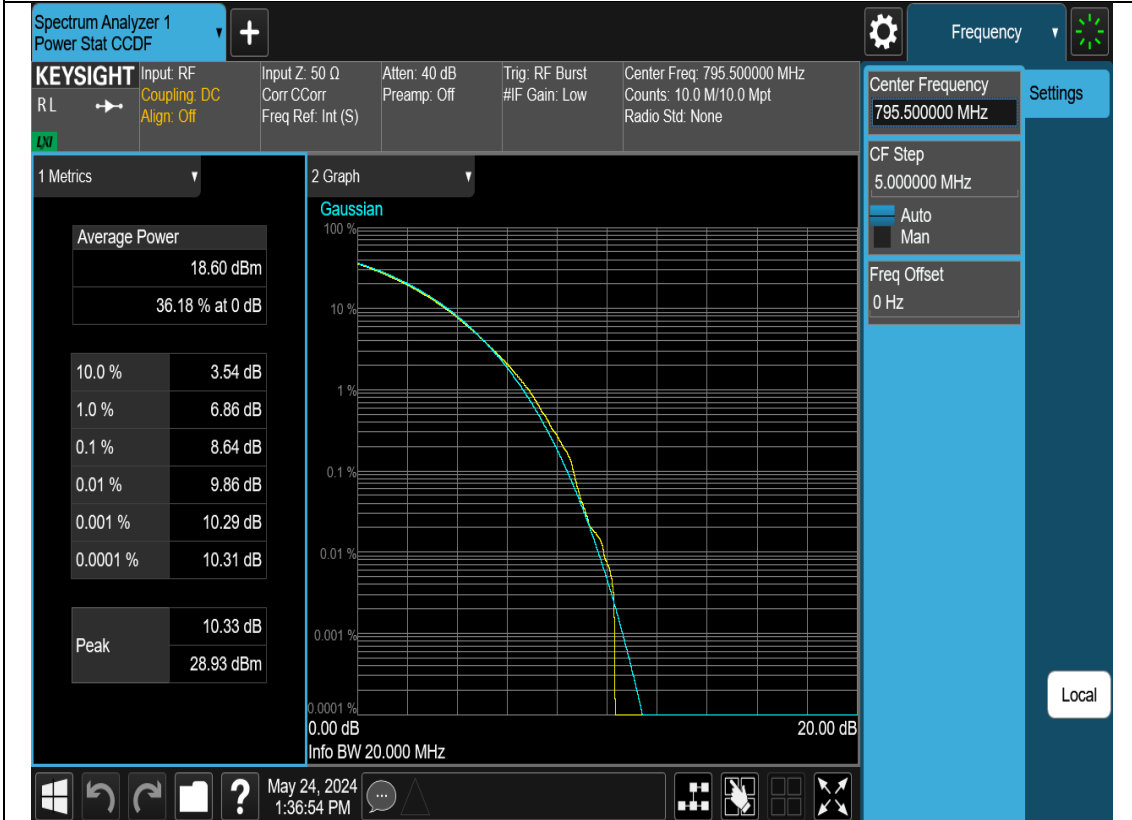 Spectrum Analyzer 1
Power Stat CCDF
+
Frequency
KEYSIGHT
RL
LXI
Input: RF
Coupling: DC
Align: Off
Input Z: 50 Ω
Corr CCorr
Freq Ref: Int (S)
Atten: 40 dB
Preamp: Off
Trig: RF Burst
#IF Gain: Low
Center Freq: 795.500000 MHz
Counts: 10.0 M/10.0 Mpt
Radio Std: None
Center Frequency
795.500000 MHz
Settings
CF Step
5.000000 MHz
Auto
Man
Freq Offset
0 Hz
Local
1 Metrics
Average Power
18.60 dBm
36.18 % at 0 dB
10.0 % 3.54 dB
1.0 % 6.86 dB
0.1 % 8.64 dB
0.01 % 9.86 dB
0.001 % 10.29 dB
0.0001 % 10.31 dB
Peak 10.33 dB
28.93 dBm
2 Graph
Gaussian
100 %
10 %
1 %
0.1 %
0.01 %
0.001 %
0.0001 %
0.00 dB 20.00 dB
Info BW 20.000 MHz
?
May 24, 2024
1:36:54 PM